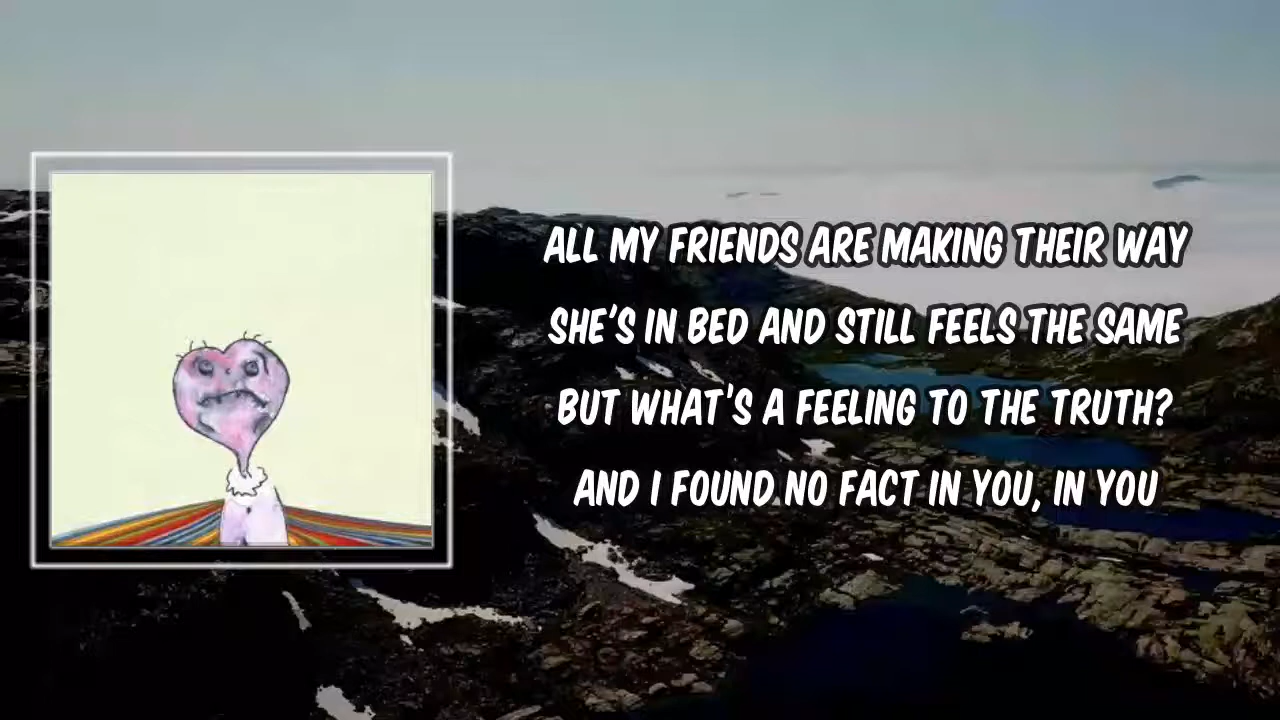 ALL MY FRIENDS ARE MAKING THEIR WAY
SHE'S IN BED AND STILL FEELS THE SAME
BUT WHAT'S A FEELING TO THE TRUTH?
AND I FOUND NO FACT IN YOU, IN YOU